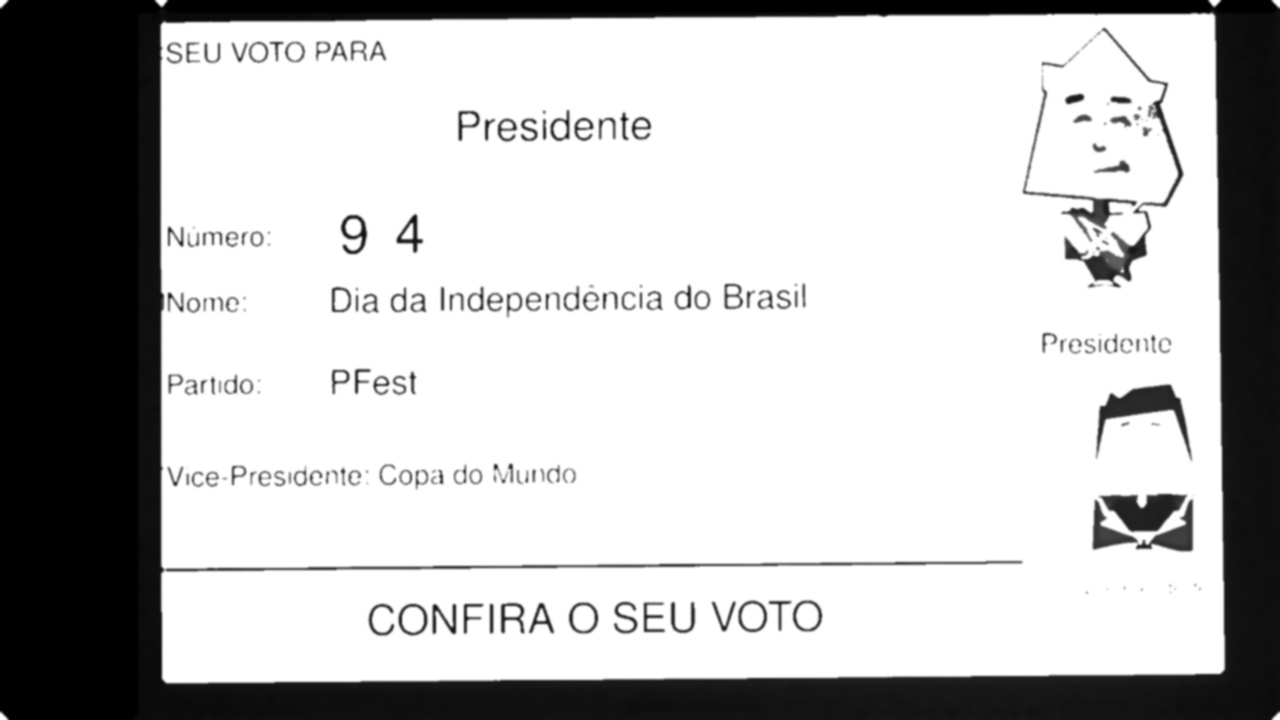 SEU VOTO PARA
Presidente
Número: 9 4
Nome: Dia da Independência do Brasil
Partido: PFest
Presidente
Vice-Presidente: Copa do Mundo
CONFIRA O SEU VOTO